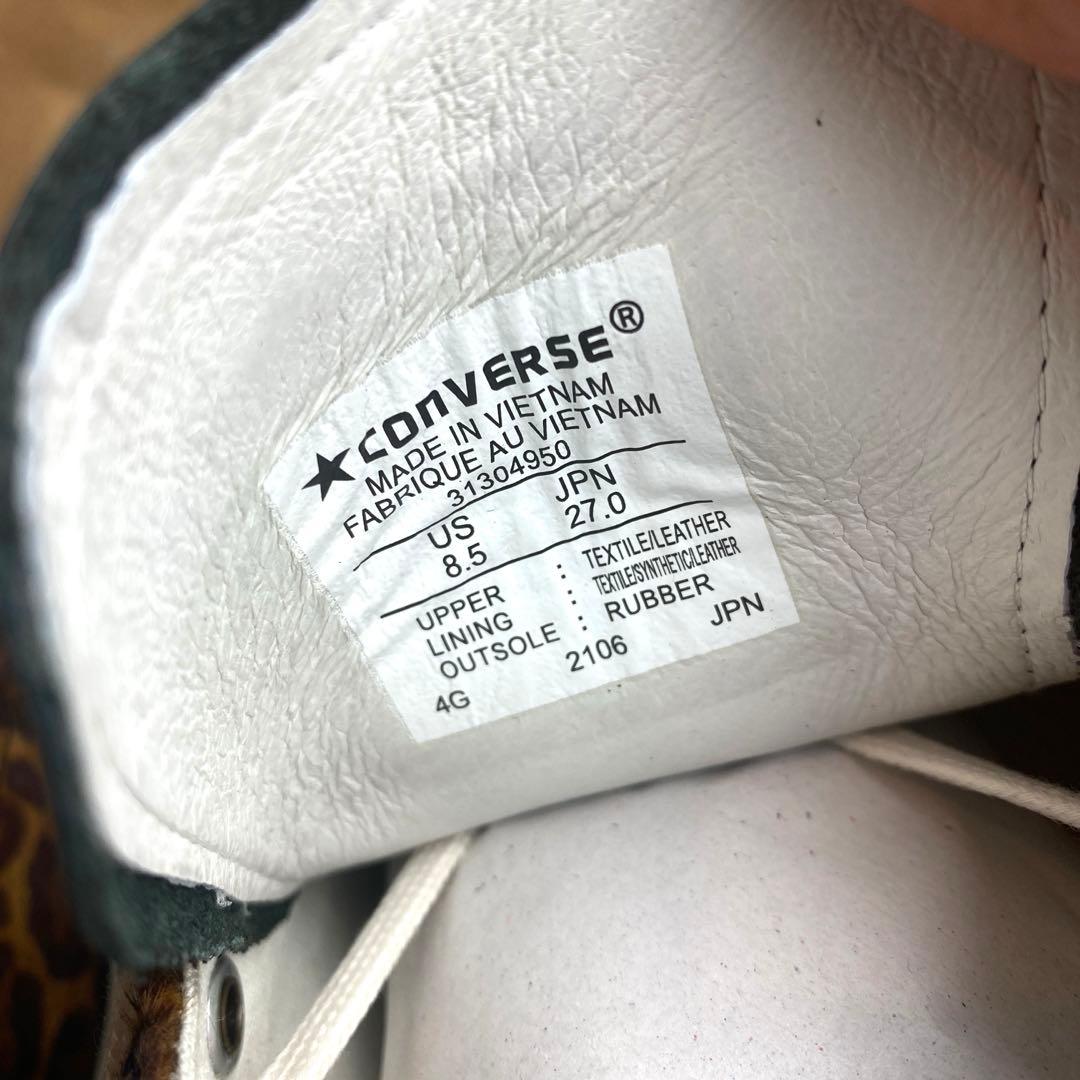 ★CONVERSE®
MADE IN VIETNAM
FABRIQUE AU VIETNAM
31304950
US JPN
8.5 27.0
UPPER : TEXTILE/LEATHER
LINING : TEXTILE/SYNTHETIC/LEATHER
OUTSOLE : RUBBER
4G 2106 JPN